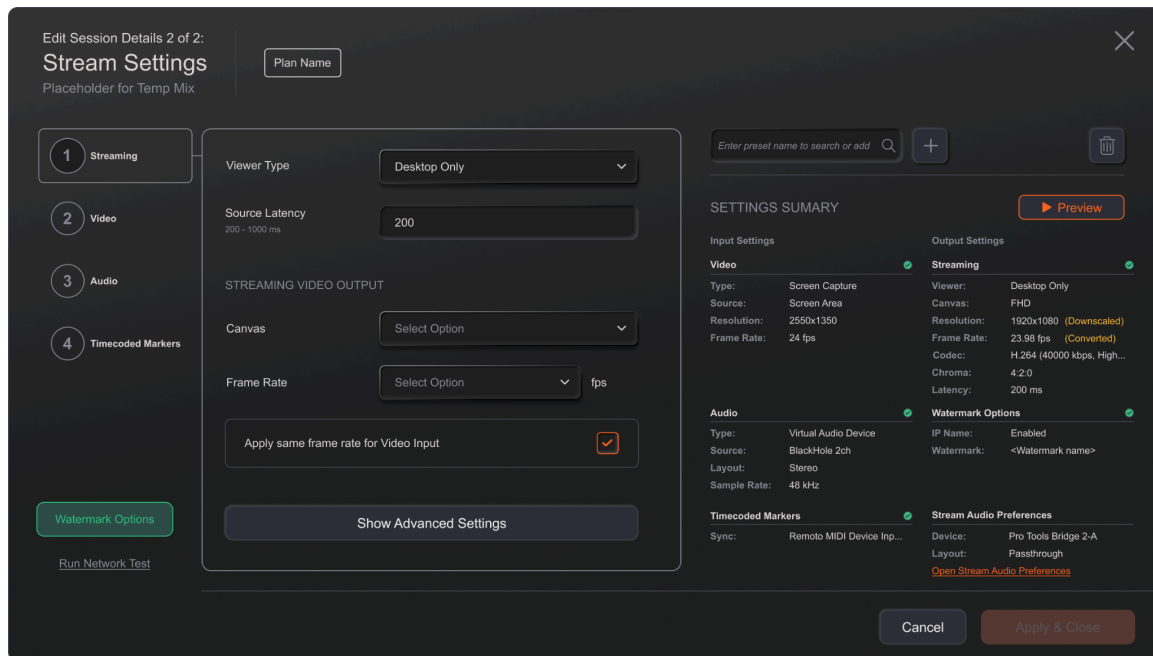 Edit Session Details 2 of 2:
Stream Settings
Placeholder for Temp Mix
Plan Name
1 Streaming
2 Video
3 Audio
4 Timecoded Markers
Watermark Options
Run Network Test
Viewer Type
Desktop Only
Source Latency
200 - 1000 ms
200
STREAMING VIDEO OUTPUT
Canvas
Select Option
Frame Rate
Select Option
fps
Apply same frame rate for Video Input
Show Advanced Settings
Enter preset name to search or add
SETTINGS SUMARY
Preview
Input Settings
Video
Type: Screen Capture
Source: Screen Area
Resolution: 2550x1350
Frame Rate: 24 fps
Audio
Type: Virtual Audio Device
Source: BlackHole 2ch
Layout: Stereo
Sample Rate: 48 kHz
Timecoded Markers
Sync: Remoto MIDI Device Inp...
Output Settings
Streaming
Viewer: Desktop Only
Canvas: FHD
Resolution: 1920x1080 (Downscaled)
Frame Rate: 23.98 fps (Converted)
Codec: H.264 (40000 kbps, High...
Chroma: 4:2:0
Latency: 200 ms
Watermark Options
IP Name: Enabled
Watermark: <Watermark name>
Stream Audio Preferences
Device: Pro Tools Bridge 2-A
Layout: Passthrough
Open Stream Audio Preferences
Cancel
Apply & Close